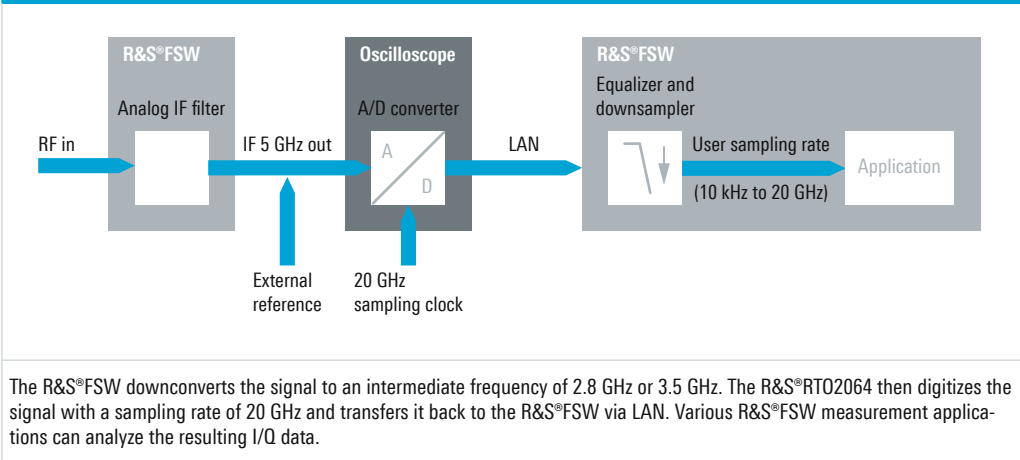 R&S®FSW
Oscilloscope
R&S®FSW
Analog IF filter
A/D converter
Equalizer and
downsampler
RF in
IF 5 GHz out
A
D
LAN
User sampling rate
(10 kHz to 20 GHz)
Application
External
reference
20 GHz
sampling clock
The R&S®FSW downconverts the signal to an intermediate frequency of 2.8 GHz or 3.5 GHz. The R&S®RTO2064 then digitizes the
signal with a sampling rate of 20 GHz and transfers it back to the R&S®FSW via LAN. Various R&S®FSW measurement applica-
tions can analyze the resulting I/Q data.